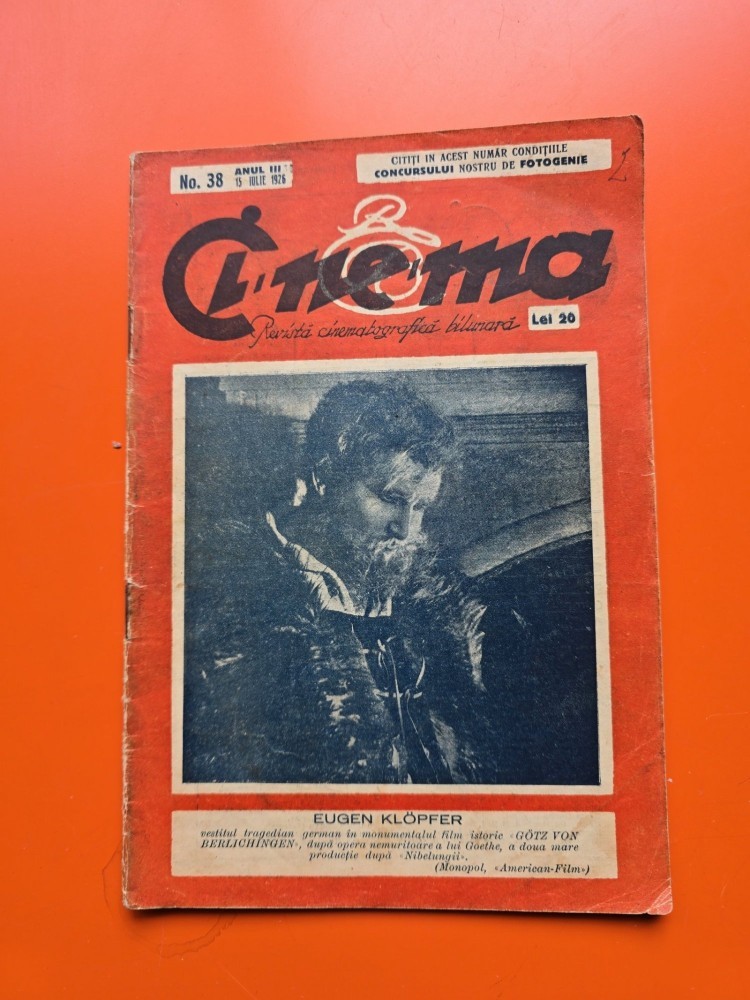 No. 38
ANUL III
15 IULIE 1926
CITIȚI IN ACEST NUMĂR CONDIȚIILE
CONCURSULUI NOSTRU DE FOTOGENIE
Cinema
Revistă cinematografică bilunară
Lei 20
EUGEN KLÖPFER
vestitul tragedian german în monumentalul film istoric «GÖTZ VON
BERLICHINGEN», după opera nemuritoare a lui Goethe, a doua mare
producție după «Nibelungii».
(Monopol, «American-Film»)